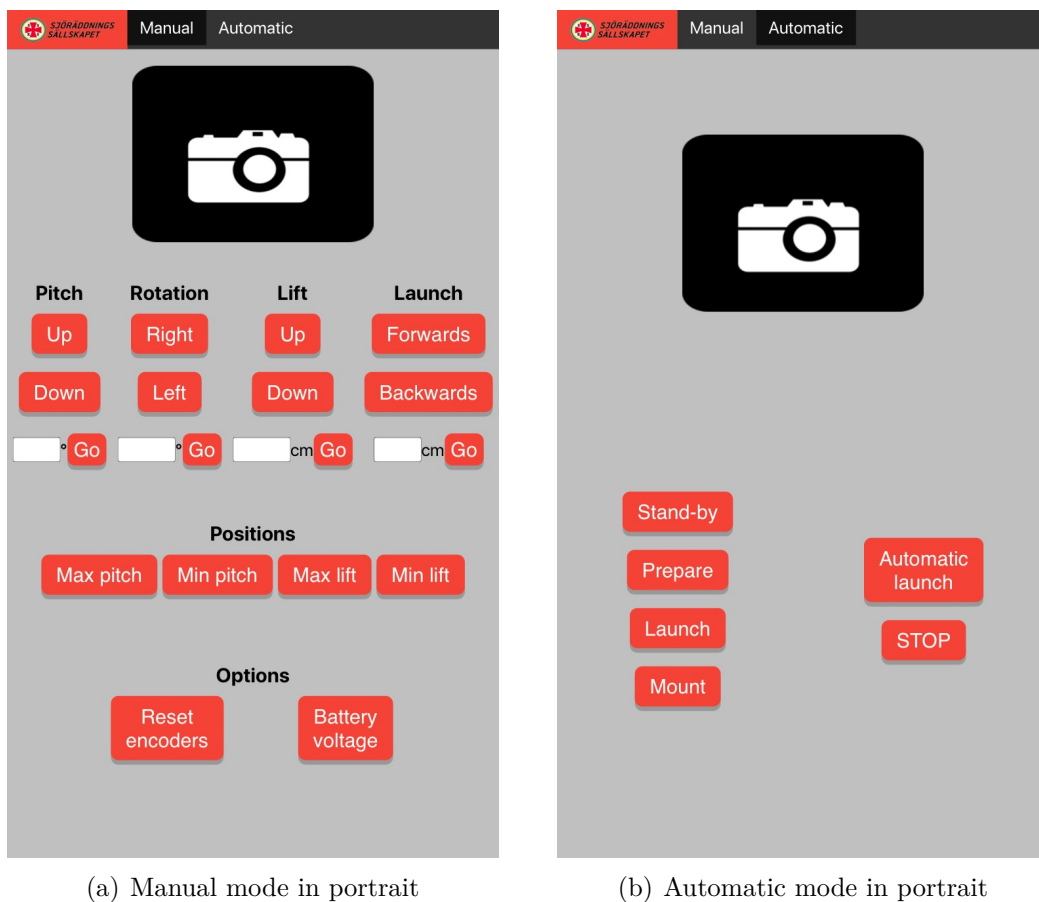 SJÖRÄDDNINGS
SÄLLSKAPET
Manual Automatic
Pitch Rotation Lift Launch
Up Right Up Forwards
Down Left Down Backwards
° Go ° Go cm Go cm Go
Positions
Max pitch Min pitch Max lift Min lift
Options
Reset
encoders
Battery
voltage
(a) Manual mode in portrait
SJÖRÄDDNINGS
SÄLLSKAPET
Manual Automatic
Stand-by
Prepare
Launch
Mount
Automatic
launch
STOP
(b) Automatic mode in portrait